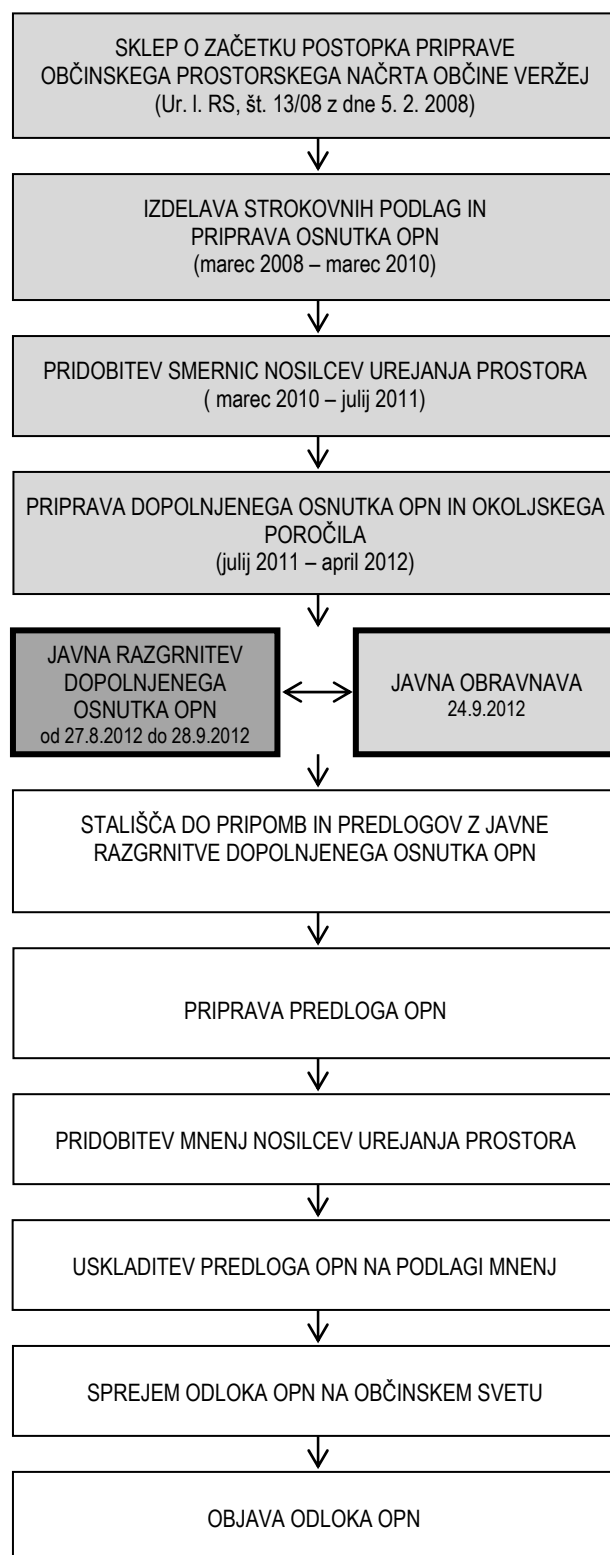 SKLEP O ZAČETKU POSTOPKA PRIPRAVE
OBČINSKEGA PROSTORSKEGA NAČRTA OBČINE VERŽEJ
(Ur. l. RS, št. 13/08 z dne 5. 2. 2008)
IZDELAVA STROKOVNIH PODLAG IN
PRIPRAVA OSNUTKA OPN
(marec 2008 – marec 2010)
PRIDOBITEV SMERNIC NOSILCEV UREJANJA PROSTORA
( marec 2010 – julij 2011)
PRIPRAVA DOPOLNJENEGA OSNUTKA OPN IN OKOLJSKEGA
POROČILA
(julij 2011 – april 2012)
JAVNA RAZGRNITEV
DOPOLNJENEGA
OSNUTKA OPN
od 27.8.2012 do 28.9.2012
JAVNA OBRAVNAVA
24.9.2012
STALIŠČA DO PRIPOMB IN PREDLOGOV Z JAVNE
RAZGRNITVE DOPOLNJENEGA OSNUTKA OPN
PRIPRAVA PREDLOGA OPN
PRIDOBITEV MNENJ NOSILCEV UREJANJA PROSTORA
USKLADITEV PREDLOGA OPN NA PODLAGI MNENJ
SPREJEM ODLOKA OPN NA OBČINSKEM SVETU
OBJAVA ODLOKA OPN